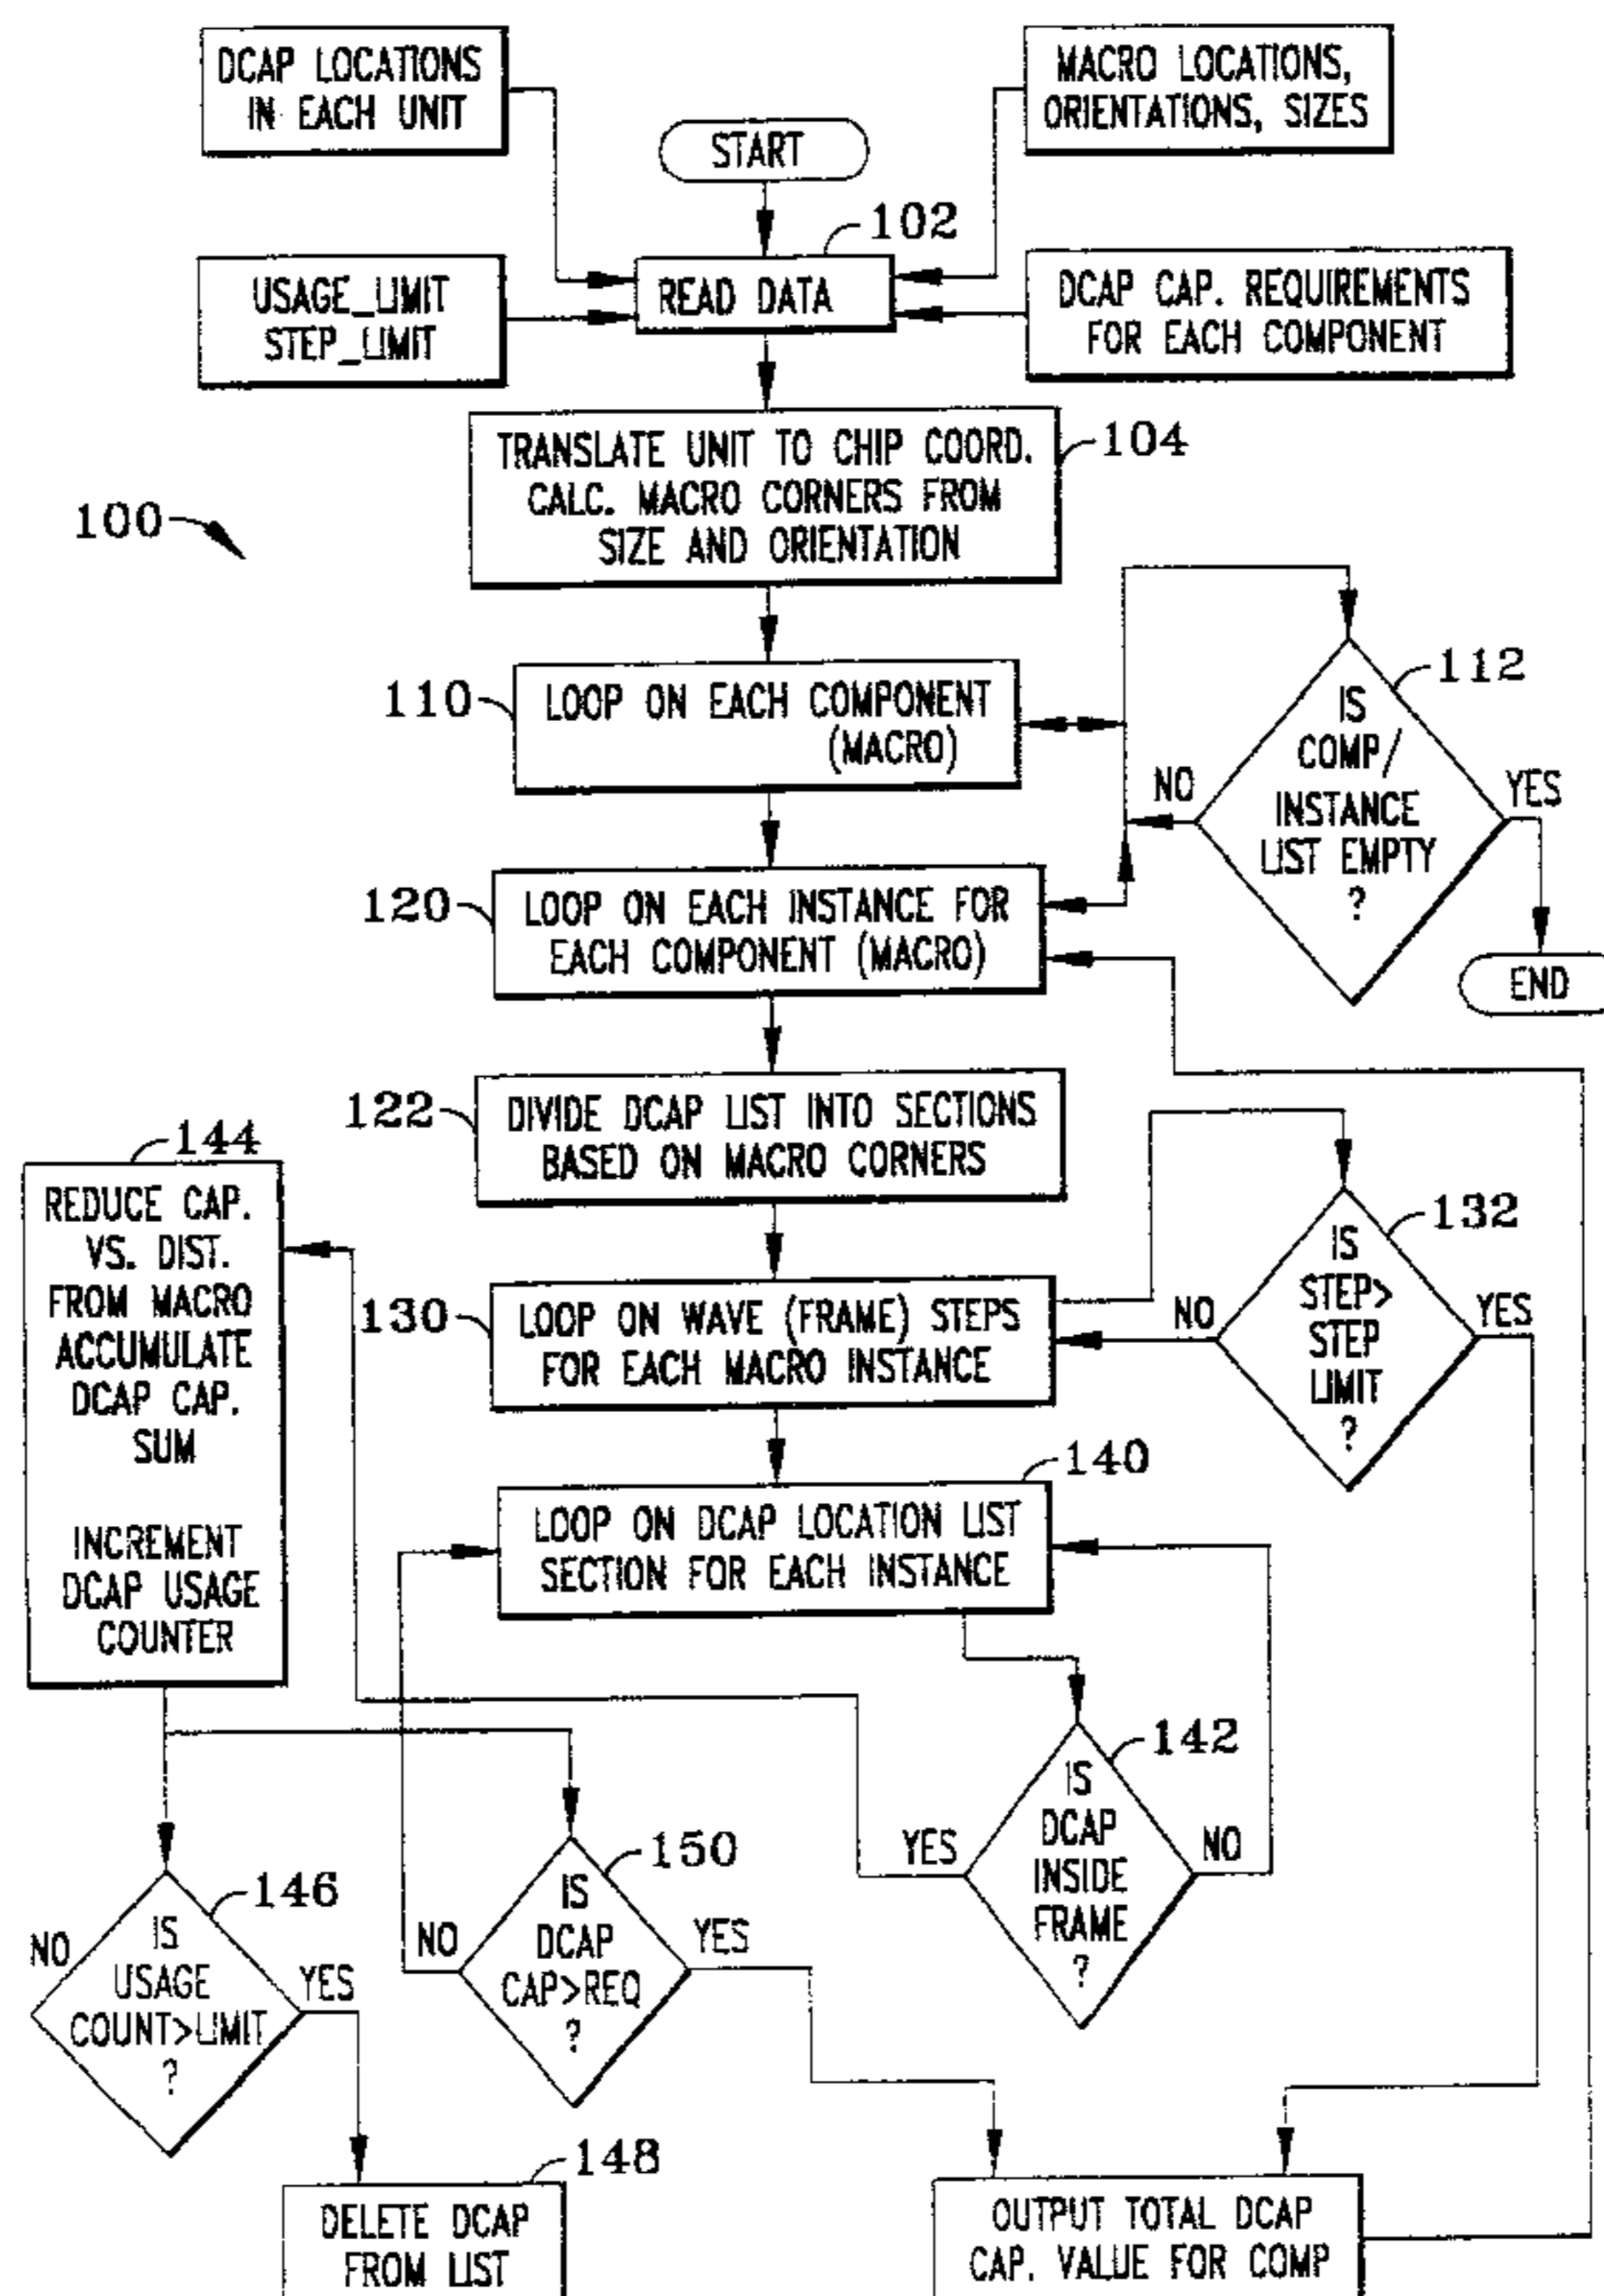 DCAP LOCATIONS
IN EACH UNIT
MACRO LOCATIONS,
ORIENTATIONS, SIZES
START
102
USAGE_LIMIT
STEP_LIMIT
READ DATA
DCAP CAP. REQUIREMENTS
FOR EACH COMPONENT
TRANSLATE UNIT TO CHIP COORD.
CALC. MACRO CORNERS FROM
SIZE AND ORIENTATION
104
100
110
LOOP ON EACH COMPONENT
(MACRO)
112
IS
COMP/
INSTANCE
LIST EMPTY
?
NO
YES
END
120
LOOP ON EACH INSTANCE FOR
EACH COMPONENT (MACRO)
122
DIVIDE DCAP LIST INTO SECTIONS
BASED ON MACRO CORNERS
144
REDUCE CAP.
VS. DIST.
FROM MACRO
ACCUMULATE
DCAP CAP.
SUM
INCREMENT
DCAP USAGE
COUNTER
130
LOOP ON WAVE (FRAME) STEPS
FOR EACH MACRO INSTANCE
132
IS
STEP>
STEP
LIMIT
?
NO
YES
140
LOOP ON DCAP LOCATION LIST
SECTION FOR EACH INSTANCE
142
IS
DCAP
INSIDE
FRAME
?
YES
NO
146
IS
USAGE
COUNT>LIMIT
?
NO
YES
150
IS
DCAP
CAP>REQ
?
NO
YES
148
DELETE DCAP
FROM LIST
OUTPUT TOTAL DCAP
CAP. VALUE FOR COMP